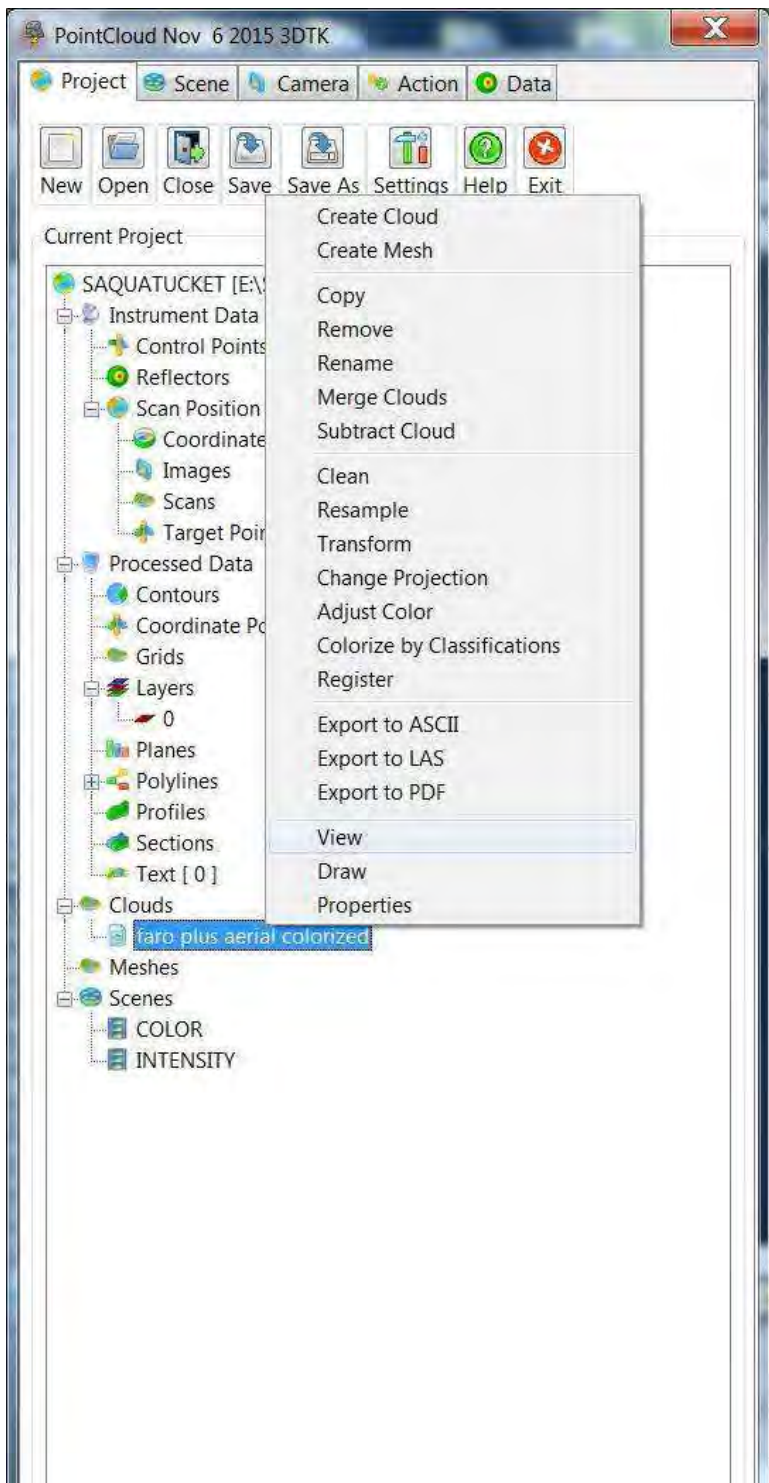 PointCloud Nov 6 2015 3DTK
Project Scene Camera Action Data
New Open Close Save Save As Settings Help Exit
Current Project
SAQUATUCKET [E:\
Instrument Data
Control Points
Reflectors
Scan Position
Coordinate
Images
Scans
Target Poin
Processed Data
Contours
Coordinate Po
Grids
Layers
0
Planes
Polylines
Profiles
Sections
Text [ 0 ]
Clouds
faro plus aerial colorized
Meshes
Scenes
COLOR
INTENSITY
Create Cloud
Create Mesh
Copy
Remove
Rename
Merge Clouds
Subtract Cloud
Clean
Resample
Transform
Change Projection
Adjust Color
Colorize by Classifications
Register
Export to ASCII
Export to LAS
Export to PDF
View
Draw
Properties